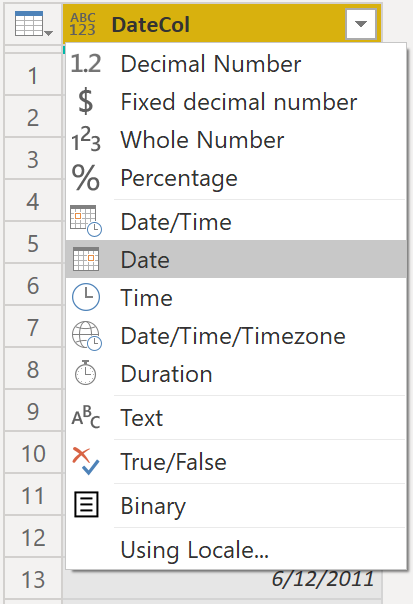 ABC
123 DateCol
1.2 Decimal Number
1
$ Fixed decimal number
2
1²3 Whole Number
3
% Percentage
4
Date/Time
5
Date
6
Time
7
Date/Time/Timezone
8
Duration
9
ABC Text
10
True/False
11
Binary
12
Using Locale...
13
6/12/2011